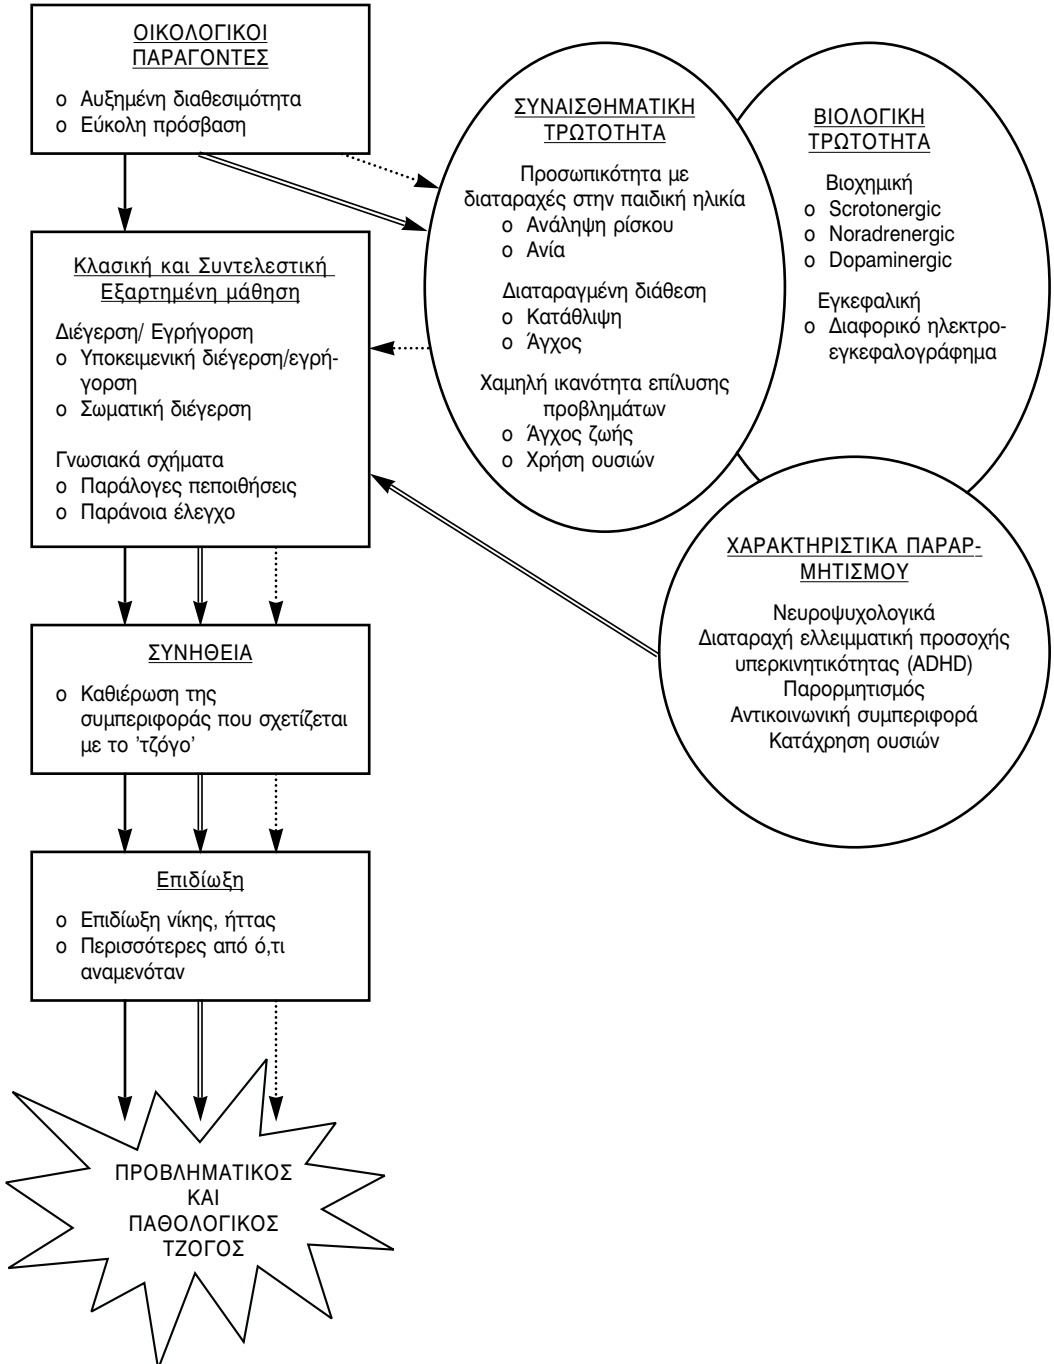 ΟΙΚΟΛΟΓΙΚΟΙ
ΠΑΡΑΓΟΝΤΕΣ
o Αυξημένη διαθεσιμότητα
o Εύκολη πρόσβαση
Κλασική και Συντελεστική
Εξαρτημένη μάθηση
Διέγερση/ Εγρήγορση
o Υποκειμενική διέγερση/εγρή-
γορση
o Σωματική διέγερση
Γνωσιακά σχήματα
o Παράλογες πεποιθήσεις
o Παράνοια έλεγχο
ΣΥΝΗΘΕΙΑ
o Καθιέρωση της
συμπεριφοράς που σχετίζεται
με το 'τζόγο'
Επιδίωξη
o Επιδίωξη νίκης, ήττας
o Περισσότερες από ό,τι
αναμενόταν
ΠΡΟΒΛΗΜΑΤΙΚΟΣ
ΚΑΙ
ΠΑΘΟΛΟΓΙΚΟΣ
ΤΖΟΓΟΣ
ΣΥΝΑΙΣΘΗΜΑΤΙΚΗ
ΤΡΩΤΟΤΗΤΑ
Προσωπικότητα με
διαταραχές στην παιδική ηλικία
o Ανάληψη ρίσκου
o Ανία
Διαταραγμένη διάθεση
o Κατάθλιψη
o Άγχος
Χαμηλή ικανότητα επίλυσης
προβλημάτων
o Άγχος ζωής
o Χρήση ουσιών
ΒΙΟΛΟΓΙΚΗ
ΤΡΩΤΟΤΗΤΑ
Βιοχημική
o Scrotonergic
o Noradrenergic
o Dopaminergic
Εγκεφαλική
o Διαφορικό ηλεκτρο-
εγκεφαλογράφημα
ΧΑΡΑΚΤΗΡΙΣΤΙΚΑ ΠΑΡΑΡ-
ΜΗΤΙΣΜΟΥ
Νευροψυχολογικά
Διαταραχή ελλειμματική προσοχής
υπερκινητικότητας (ADHD)
Παρορμητισμός
Αντικοινωνική συμπεριφορά
Κατάχρηση ουσιών